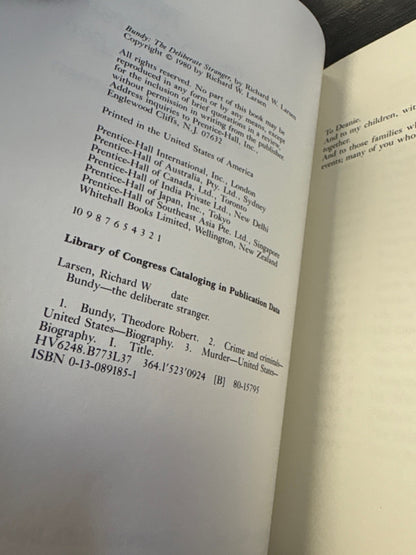 Bundy: The Deliberate Stranger, by Richard W. Larsen
Copyright © 1980 by Richard W. Larsen
All rights reserved. No part of this book may be
reproduced in any form or by any means, except
for the inclusion of brief quotations in a review,
without permission in writing from the publisher.
Address inquiries to Prentice-Hall, Inc.,
Englewood Cliff, N.J. 07632
Printed in the United States of America
Prentice-Hall International, Inc., London
Prentice-Hall of Australia, Pty. Ltd., Sydney
Prentice-Hall of Canada, Ltd., Toronto
Prentice-Hall of India Private Ltd., New Delhi
Prentice-Hall of Japan, Inc., Tokyo
Prentice-Hall of Southeast Asia Pte. Ltd., Singapore
Whitehall Books Limited, Wellington, New Zealand
10 9 8 7 6 5 4 3 2 1
Library of Congress Cataloging in Publication Data
Larsen, Richard W date
Bundy—the deliberate stranger.
1. Bundy, Theodore Robert. 2. Crime and criminals—
United States—Biography. 3. Murder—United States—
Biography. I. Title.
HV6248.B773L37 364.1'523'0924 [B] 80-15795
ISBN 0-13-089185-1
To Deanie.
And to my children,
together.
And to those families
events; many of you